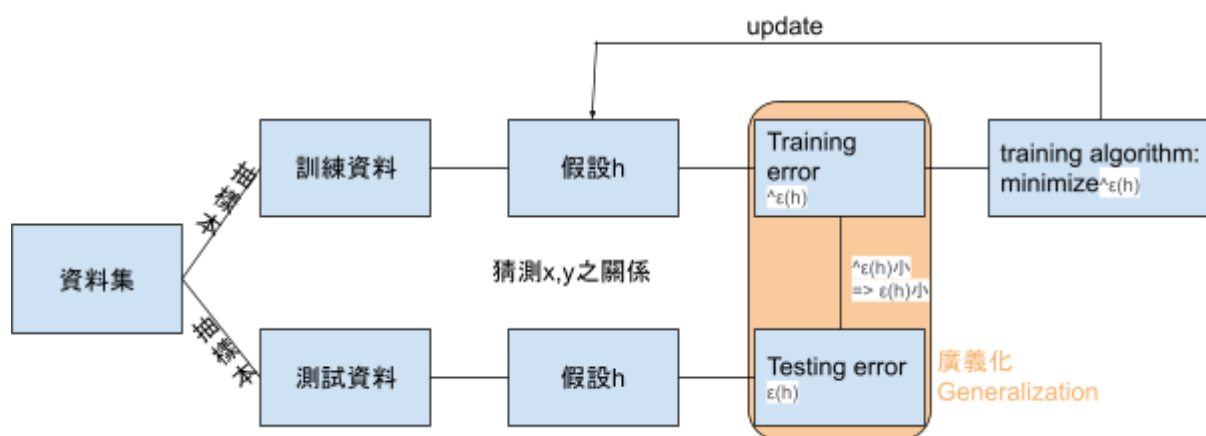 update
抽樣本
訓練資料
假設h
Training
error
^ε(h)
training algorithm:
minimize^ε(h)
資料集
猜測x,y之關係
^ε(h)小
=> ε(h)小
抽樣本
測試資料
假設h
Testing error
ε(h)
廣義化
Generalization